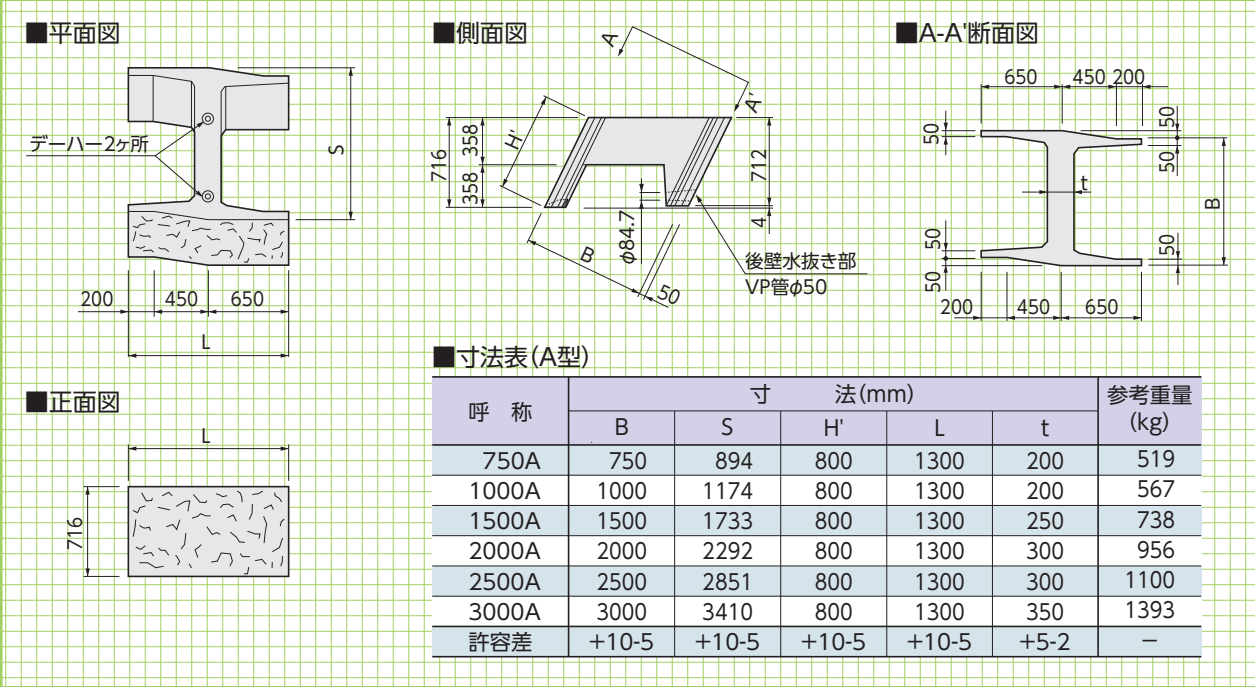 ■平面図
デーハー2ヶ所
S
200 450 650
L
■正面図
L
716
■側面図
A
A'
H'
716
358
358
712
4
φ84.7
B
50
後壁水抜き部
VP管φ50
■A-A'断面図
650 450 200
50
50
50
t
B
50
50
50
200 450 650
■寸法表(A型)
呼 称 寸 法(mm) 参考重量
(kg)
B S H' L t
750A 750 894 800 1300 200 519
1000A 1000 1174 800 1300 200 567
1500A 1500 1733 800 1300 250 738
2000A 2000 2292 800 1300 300 956
2500A 2500 2851 800 1300 300 1100
3000A 3000 3410 800 1300 350 1393
許容差 +10-5 +10-5 +10-5 +10-5 +5-2 −